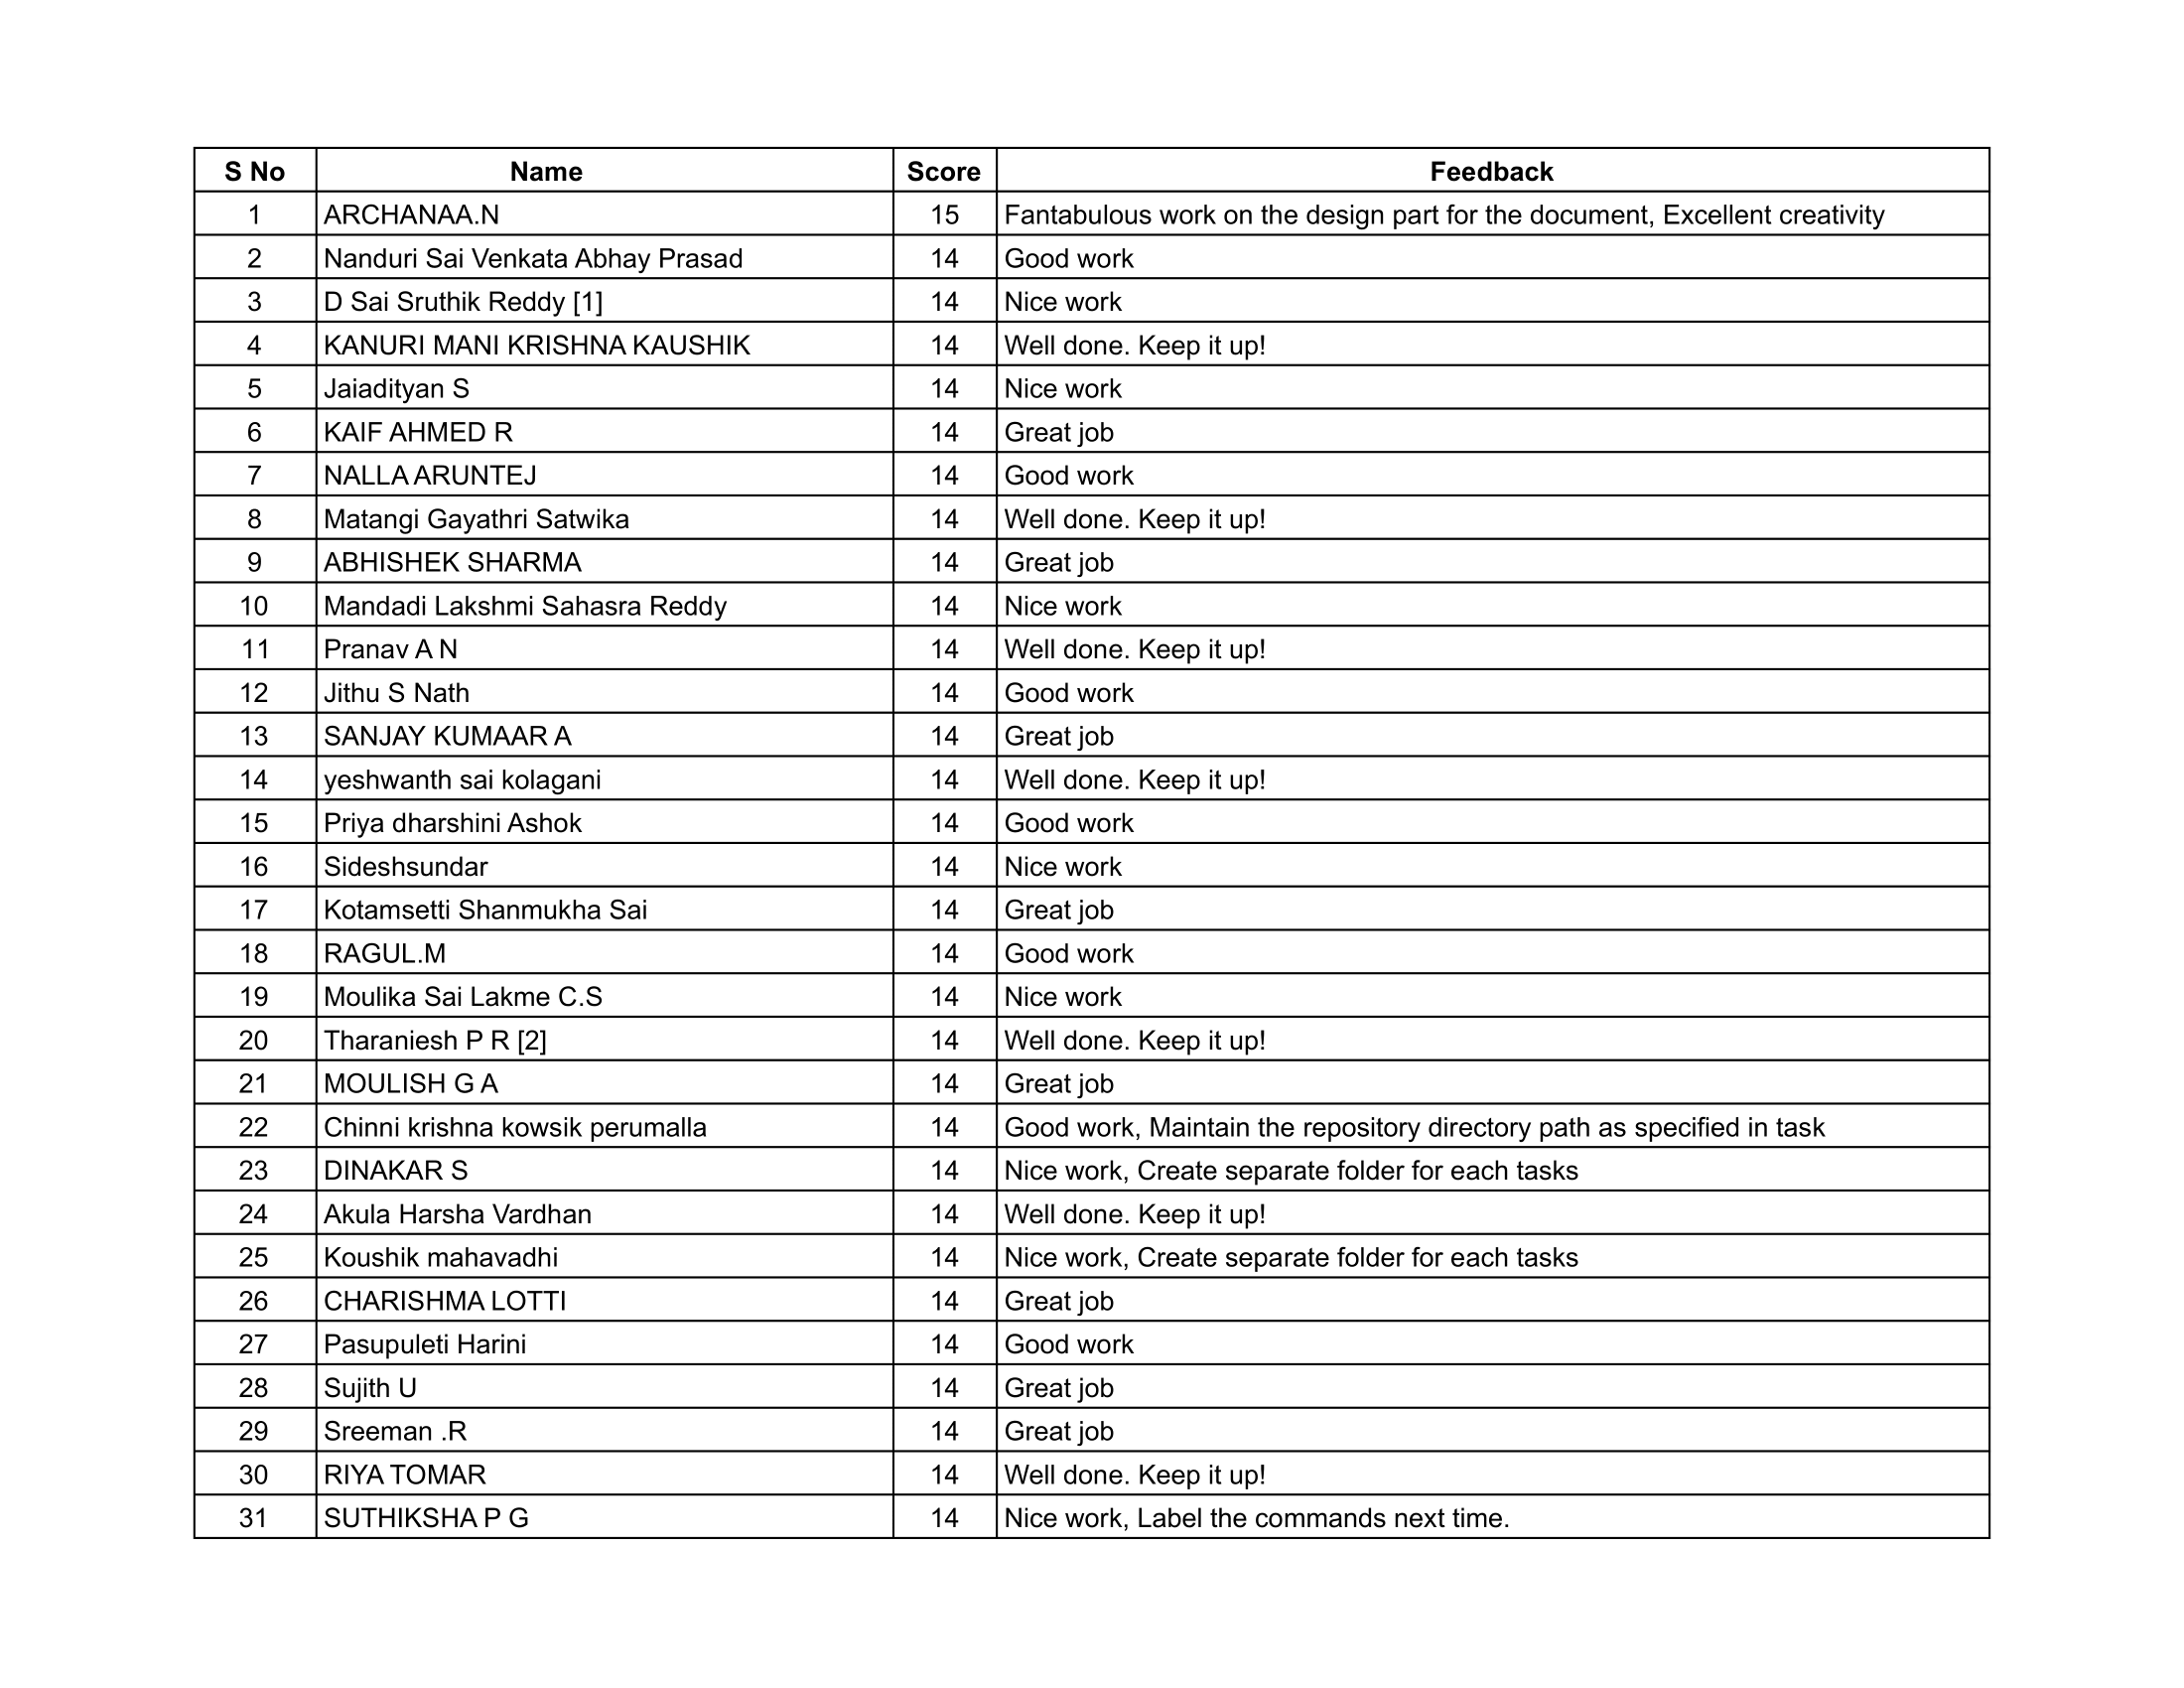 S No Name Score Feedback
1 ARCHANAA.N 15 Fantabulous work on the design part for the document, Excellent creativity
2 Nanduri Sai Venkata Abhay Prasad 14 Good work
3 D Sai Sruthik Reddy [1] 14 Nice work
4 KANURI MANI KRISHNA KAUSHIK 14 Well done. Keep it up!
5 Jaiadityan S 14 Nice work
6 KAIF AHMED R 14 Great job
7 NALLA ARUNTEJ 14 Good work
8 Matangi Gayathri Satwika 14 Well done. Keep it up!
9 ABHISHEK SHARMA 14 Great job
10 Mandadi Lakshmi Sahasra Reddy 14 Nice work
11 Pranav A N 14 Well done. Keep it up!
12 Jithu S Nath 14 Good work
13 SANJAY KUMAAR A 14 Great job
14 yeshwanth sai kolagani 14 Well done. Keep it up!
15 Priya dharshini Ashok 14 Good work
16 Sideshsundar 14 Nice work
17 Kotamsetti Shanmukha Sai 14 Great job
18 RAGUL.M 14 Good work
19 Moulika Sai Lakme C.S 14 Nice work
20 Tharaniesh P R [2] 14 Well done. Keep it up!
21 MOULISH G A 14 Great job
22 Chinni krishna kowsik perumalla 14 Good work, Maintain the repository directory path as specified in task
23 DINAKAR S 14 Nice work, Create separate folder for each tasks
24 Akula Harsha Vardhan 14 Well done. Keep it up!
25 Koushik mahavadhi 14 Nice work, Create separate folder for each tasks
26 CHARISHMA LOTTI 14 Great job
27 Pasupuleti Harini 14 Good work
28 Sujith U 14 Great job
29 Sreeman .R 14 Great job
30 RIYA TOMAR 14 Well done. Keep it up!
31 SUTHIKSHA P G 14 Nice work, Label the commands next time.